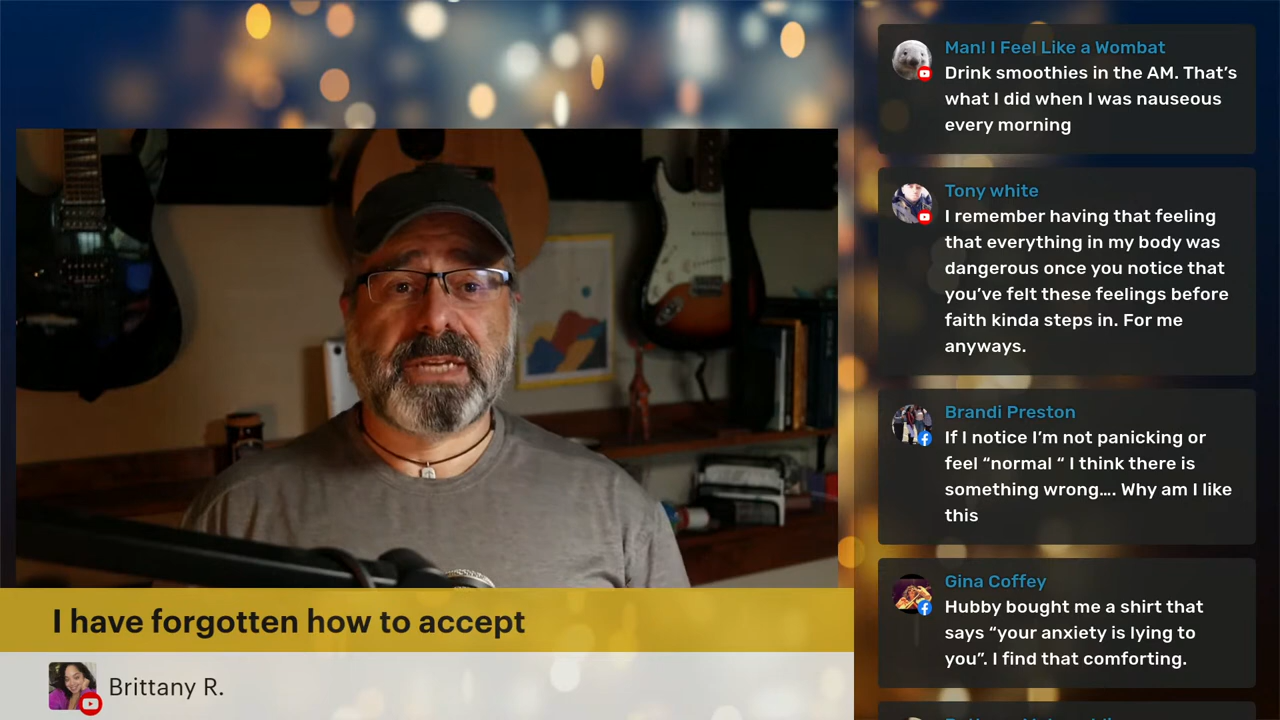 Man! I Feel Like a Wombat
Drink smoothies in the AM. That’s
what I did when I was nauseous
every morning
Tony white
I remember having that feeling
that everything in my body was
dangerous once you notice that
you’ve felt these feelings before
faith kinda steps in. For me
anyways.
Brandi Preston
If I notice I’m not panicking or
feel “normal “ I think there is
something wrong.... Why am I like
this
Gina Coffey
Hubby bought me a shirt that
says “your anxiety is lying to
you”. I find that comforting.
I have forgotten how to accept
Brittany R.